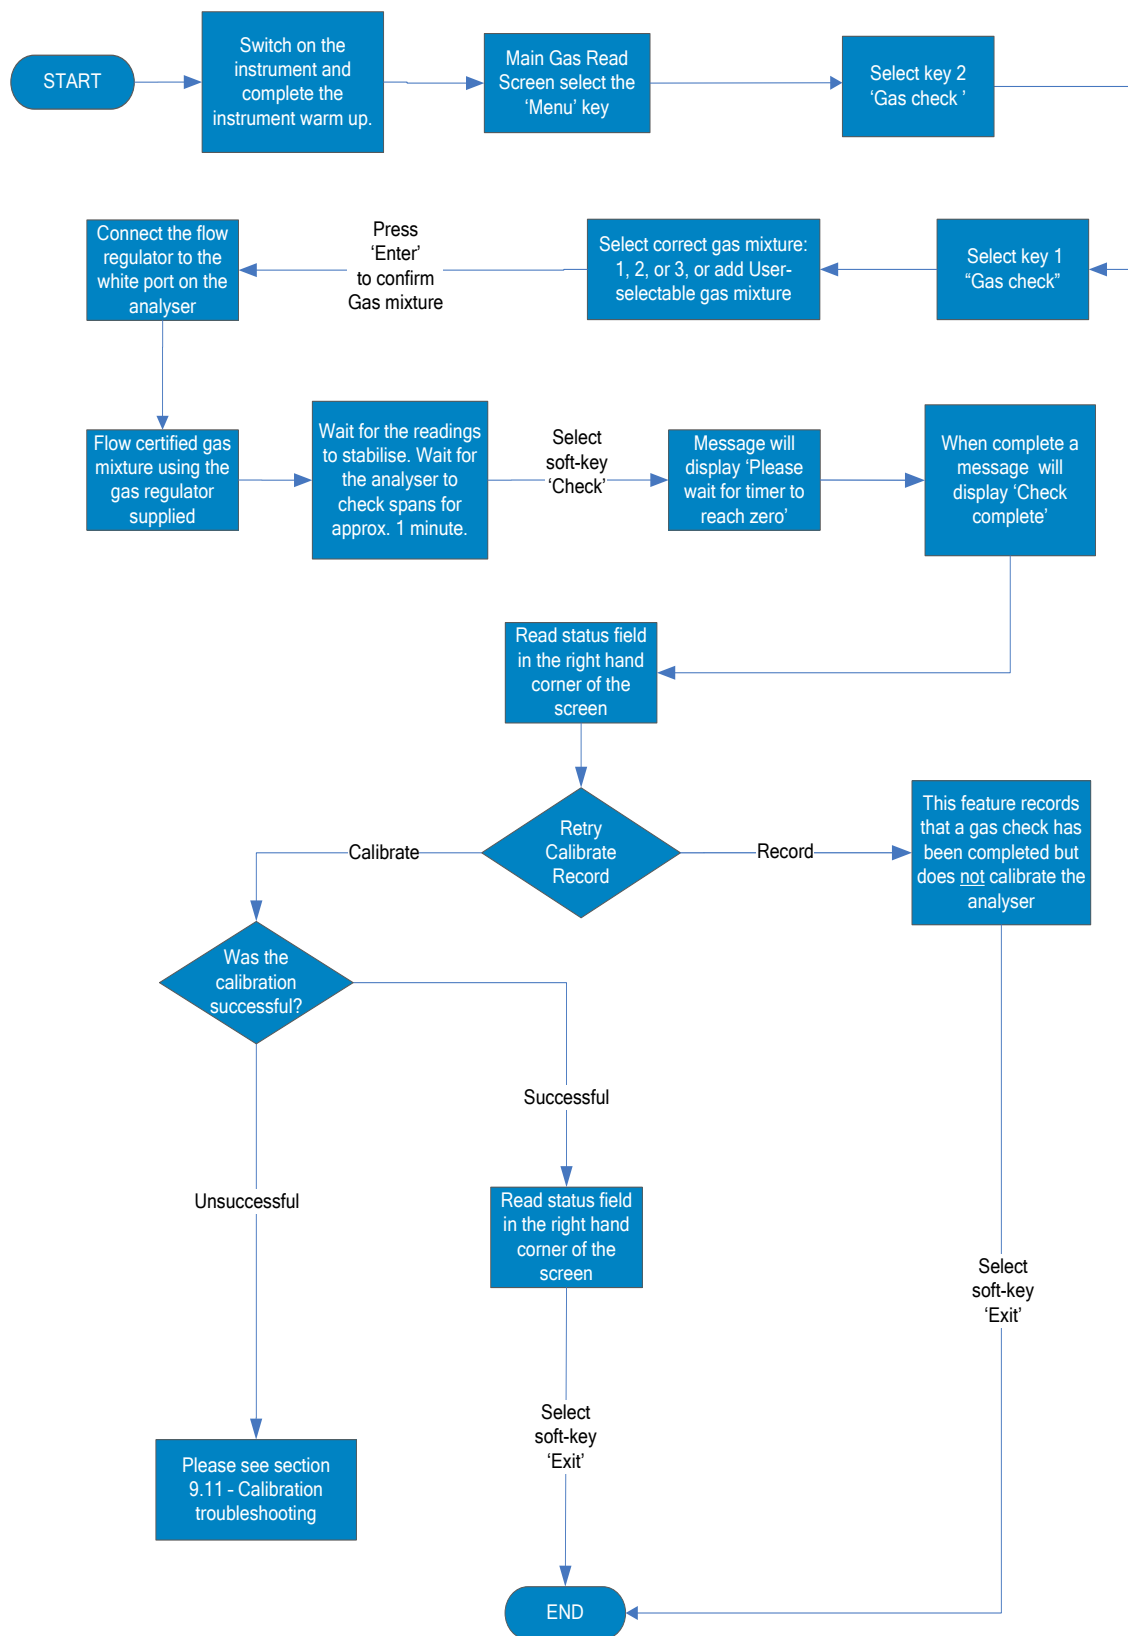 START
Switch on the
instrument and
complete the
instrument warm up.
Main Gas Read
Screen select the
‘Menu’ key
Select key 2
‘Gas check ’
Select key 1
“Gas check”
Select correct gas mixture:
1, 2, or 3, or add User-
selectable gas mixture
Press
‘Enter’
to confirm
Gas mixture
Connect the flow
regulator to the
white port on the
analyser
Flow certified gas
mixture using the
gas regulator
supplied
Wait for the readings
to stabilise. Wait for
the analyser to
check spans for
approx. 1 minute.
Select
soft-key
‘Check’
Message will
display ‘Please
wait for timer to
reach zero’
When complete a
message will
display ‘Check
complete’
Read status field
in the right hand
corner of the
screen
Retry
Calibrate
Record
Calibrate
Record
This feature records
that a gas check has
been completed but
does not calibrate the
analyser
Was the
calibration
successful?
Successful
Unsuccessful
Read status field
in the right hand
corner of the
screen
Select
soft-key
‘Exit’
Select
soft-key
‘Exit’
Please see section
9.11 - Calibration
troubleshooting
END